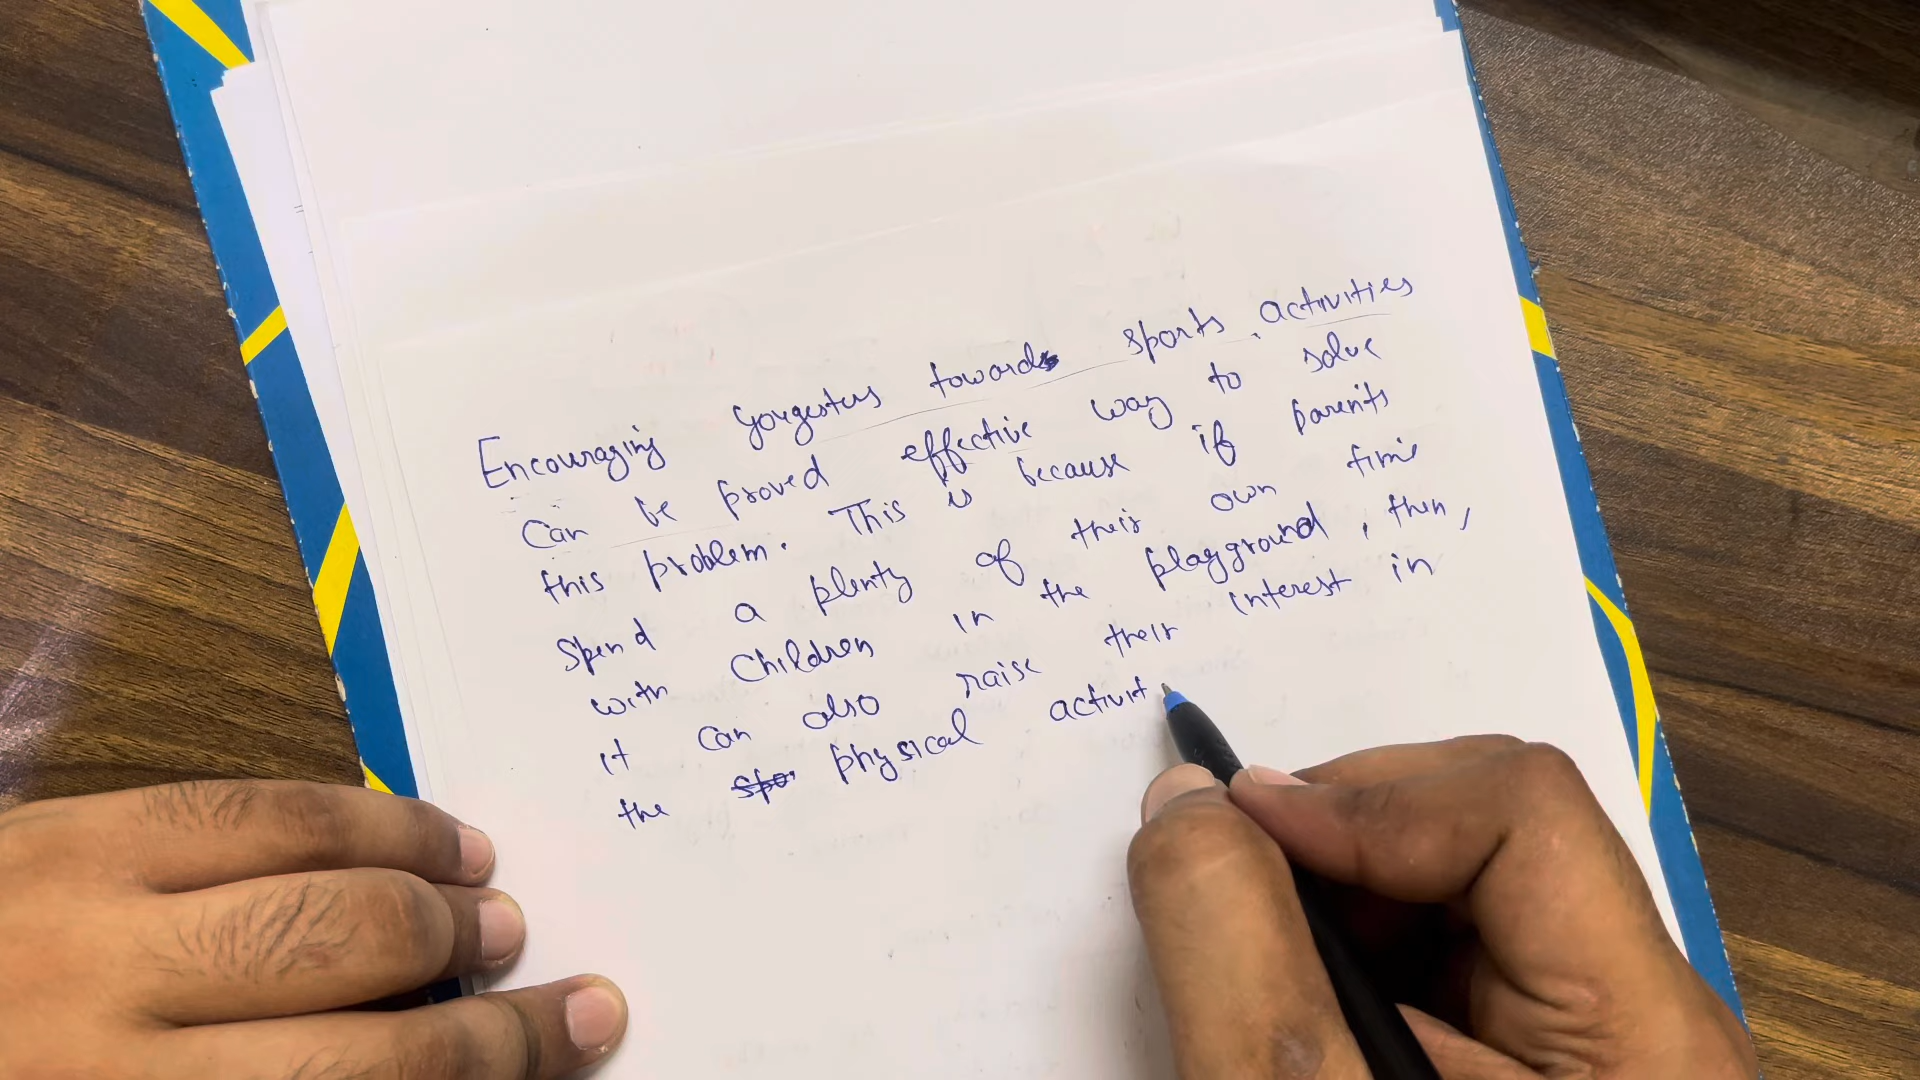 Encouraging yougesters towards sports activities
can be proved effective way to solve
this problem. This is because if parents
spend a plenty of their own time
with children in the playground, then,
it can also raise their interest in
the spo physical activit